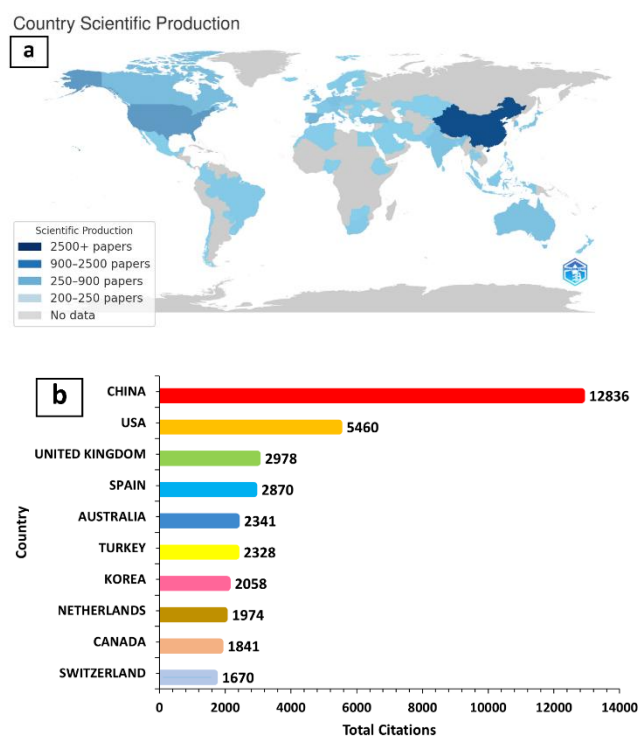 Country Scientific Production
a
Scientific Production
2500+ papers
900–2500 papers
250–900 papers
200–250 papers
No data
b
Country
CHINA 12836
USA 5460
UNITED KINGDOM 2978
SPAIN 2870
AUSTRALIA 2341
TURKEY 2328
KOREA 2058
NETHERLANDS 1974
CANADA 1841
SWITZERLAND 1670
0 2000 4000 6000 8000 10000 12000 14000
Total Citations